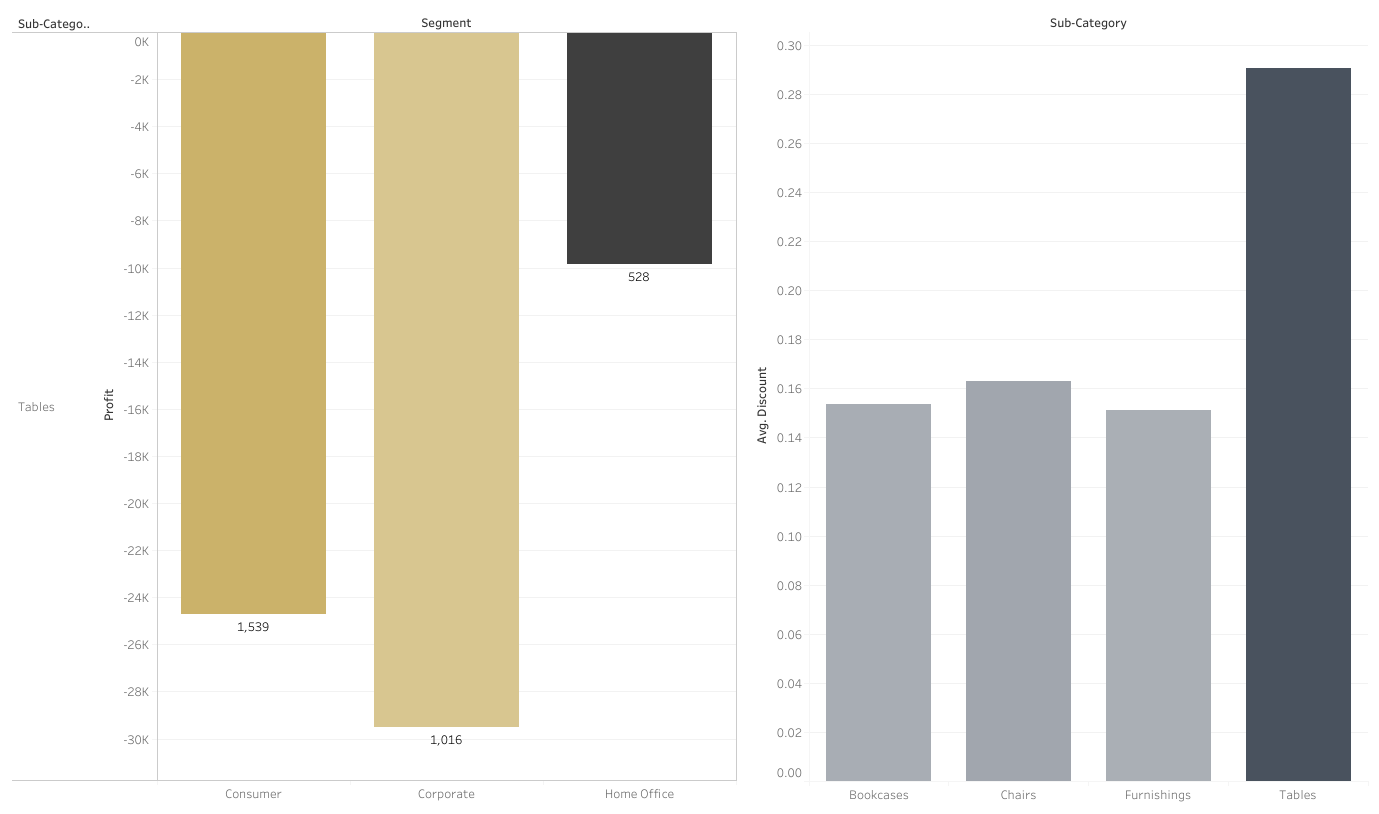 Sub-Catego..
Segment
0K
-2K
-4K
-6K
-8K
-10K
-12K
-14K
-16K
-18K
-20K
-22K
-24K
-26K
-28K
-30K
Profit
Tables
1,539
1,016
528
Consumer
Corporate
Home Office
Sub-Category
0.30
0.28
0.26
0.24
0.22
0.20
0.18
0.16
0.14
0.12
0.10
0.08
0.06
0.04
0.02
0.00
Avg. Discount
Bookcases
Chairs
Furnishings
Tables